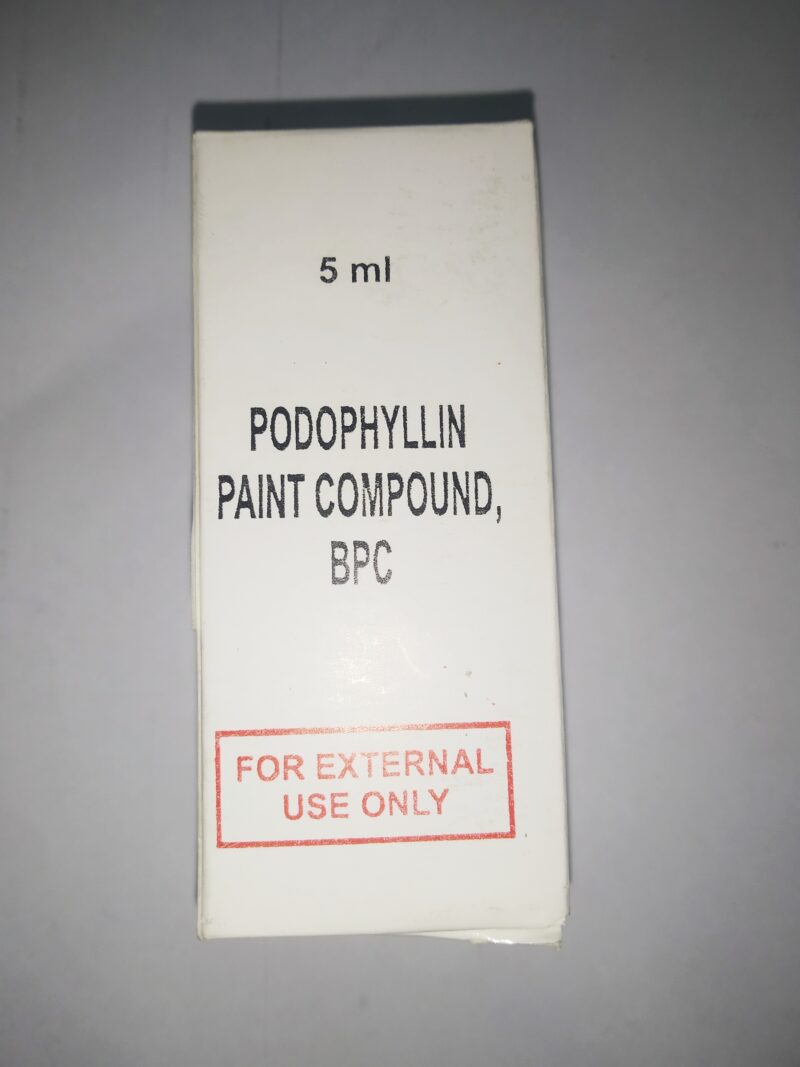 5 ml
PODOPHYLLIN
PAINT COMPOUND,
BPC
FOR EXTERNAL
USE ONLY